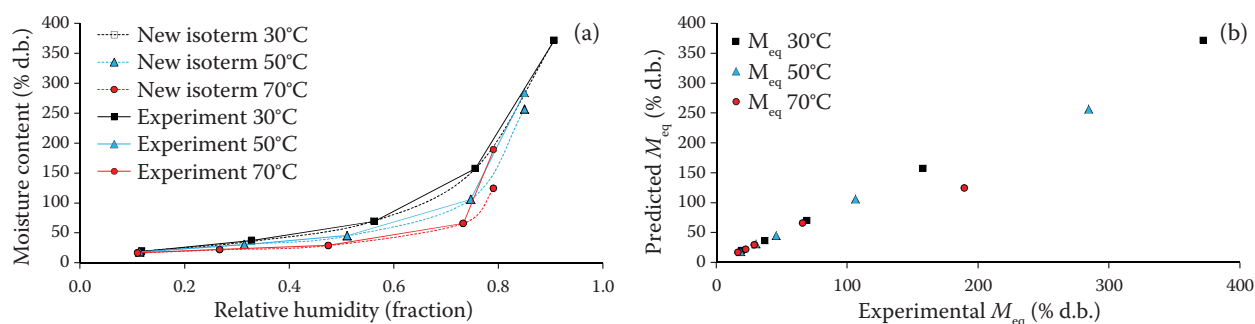 Moisture content (% d.b.)
400
350
300
250
200
150
100
50
0
New isoterm 30°C
New isoterm 50°C
New isoterm 70°C
Experiment 30°C
Experiment 50°C
Experiment 70°C
(a)
0.0 0.2 0.4 0.6 0.8 1.0
Relative humidity (fraction)
Predicted Meq (% d.b.)
400
350
300
250
200
150
100
50
0
Meq 30°C
Meq 50°C
Meq 70°C
(b)
0 100 200 300 400
Experimental Meq (% d.b.)